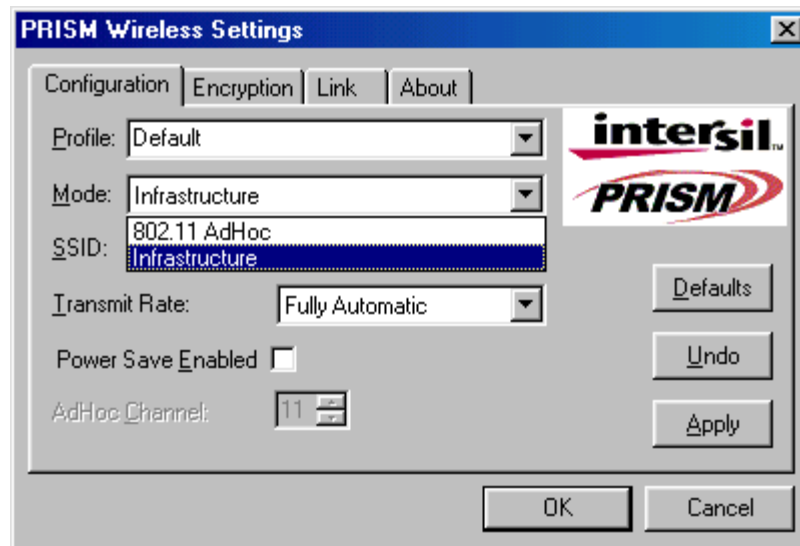 PRISM Wireless Settings
Configuration Encryption Link About
Profile: Default
intersil™
PRISM
Mode: Infrastructure
802.11 AdHoc
Infrastructure
SSID:
Transmit Rate: Fully Automatic
Defaults
Power Save Enabled
Undo
AdHoc Channel: 11
Apply
OK Cancel